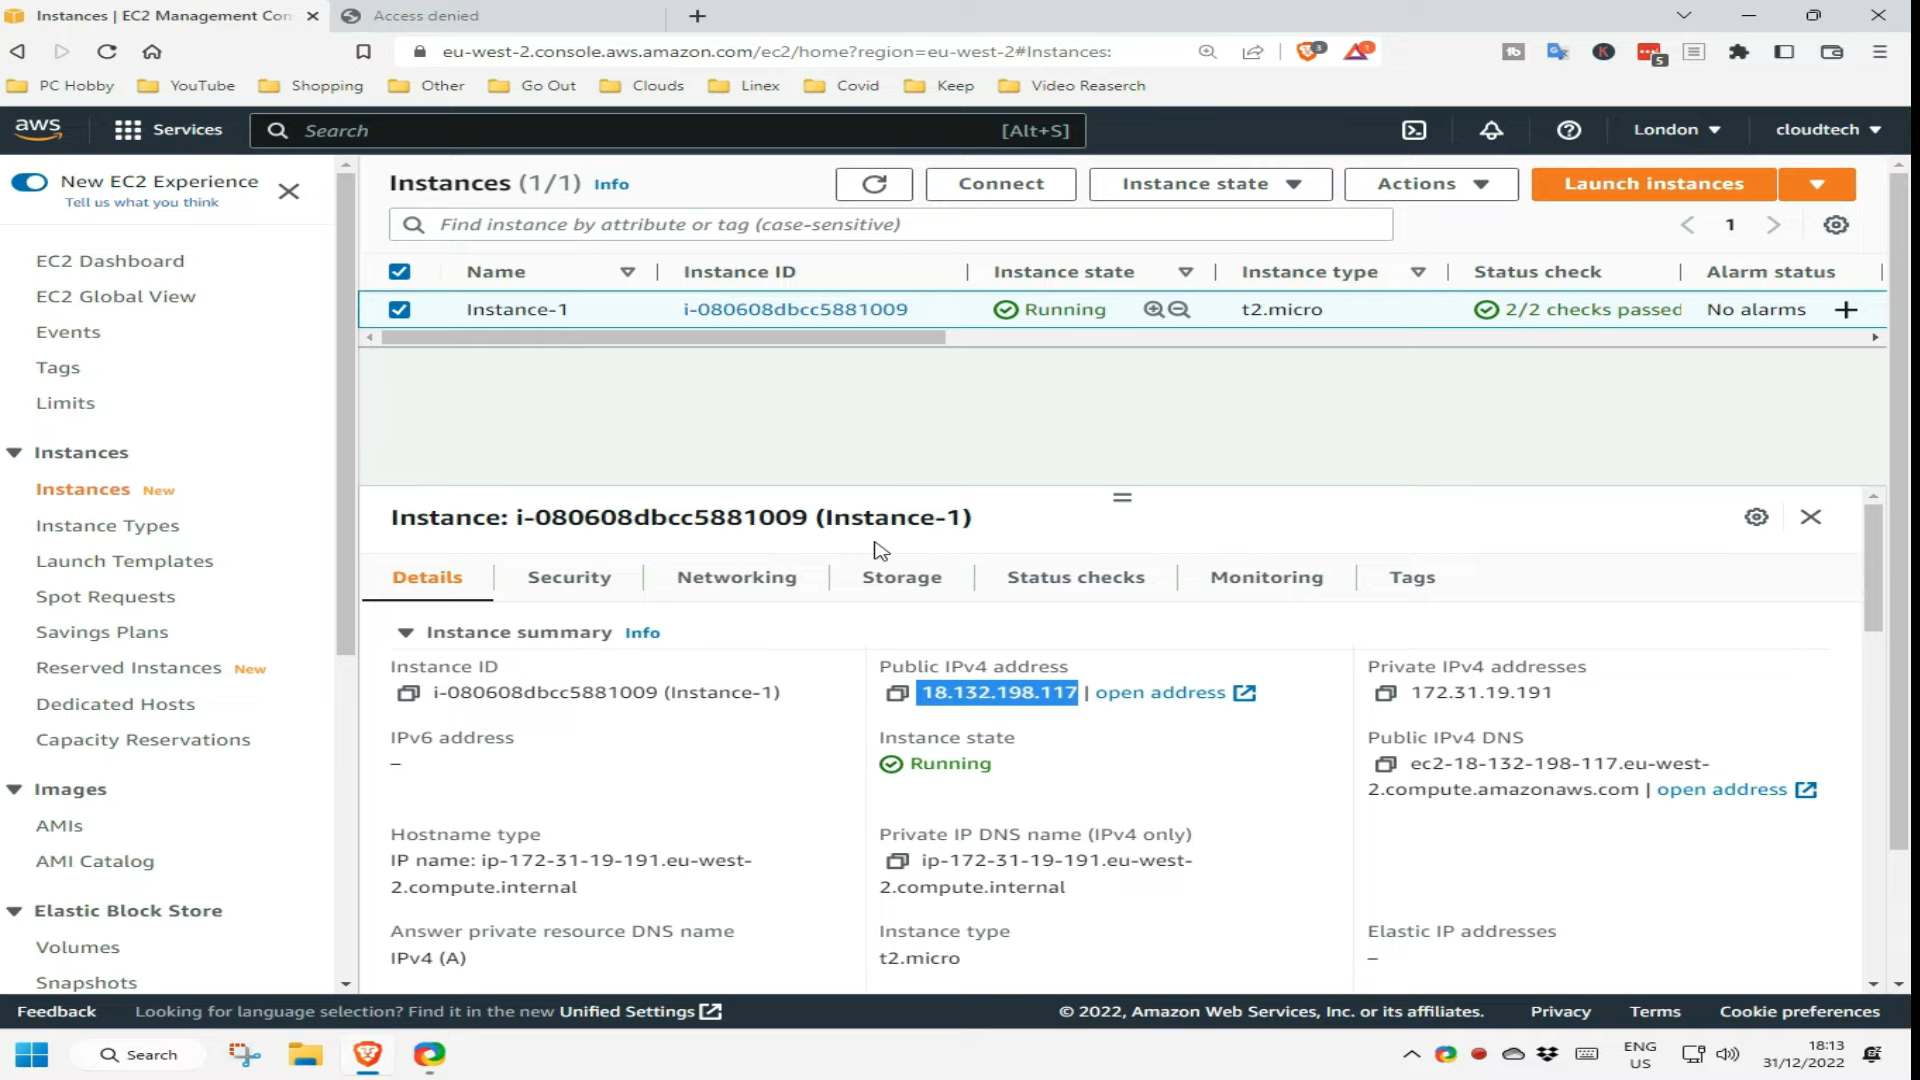 Instances | EC2 Management Con
Access denied
eu-west-2.console.aws.amazon.com/ec2/home?region=eu-west-2#Instances:
3
1
5
PC Hobby
YouTube
Shopping
Other
Go Out
Clouds
Linex
Covid
Keep
Video Reaserch
aws
Services
Search
[Alt+S]
London
cloudtech
New EC2 Experience
Tell us what you think
EC2 Dashboard
EC2 Global View
Events
Tags
Limits
Instances
Instances New
Instance Types
Launch Templates
Spot Requests
Savings Plans
Reserved Instances New
Dedicated Hosts
Capacity Reservations
Images
AMIs
AMI Catalog
Elastic Block Store
Volumes
Snapshots
Instances (1/1) Info
Connect
Instance state
Actions
Launch instances
Find instance by attribute or tag (case-sensitive)
1
Name
Instance ID
Instance state
Instance type
Status check
Alarm status
Instance-1
i-080608dbcc5881009
Running
t2.micro
2/2 checks passed
No alarms
Instance: i-080608dbcc5881009 (Instance-1)
Details
Security
Networking
Storage
Status checks
Monitoring
Tags
Instance summary Info
Instance ID
i-080608dbcc5881009 (Instance-1)
Public IPv4 address
18.132.198.117 | open address
Private IPv4 addresses
172.31.19.191
IPv6 address
–
Instance state
Running
Public IPv4 DNS
ec2-18-132-198-117.eu-west-
2.compute.amazonaws.com | open address
Hostname type
IP name: ip-172-31-19-191.eu-west-
2.compute.internal
Private IP DNS name (IPv4 only)
ip-172-31-19-191.eu-west-
2.compute.internal
Answer private resource DNS name
IPv4 (A)
Instance type
t2.micro
Elastic IP addresses
–
Feedback
Looking for language selection? Find it in the new Unified Settings
© 2022, Amazon Web Services, Inc. or its affiliates.
Privacy
Terms
Cookie preferences
Search
ENG
US
18:13
31/12/2022